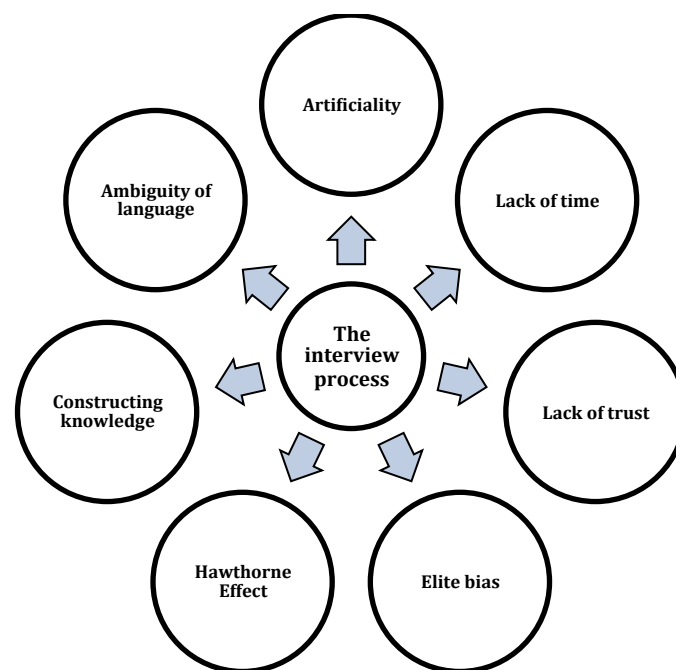 Artificiality
Ambiguity of
language
Lack of time
The
interview
process
Constructing
knowledge
Lack of trust
Hawthorne
Effect
Elite bias